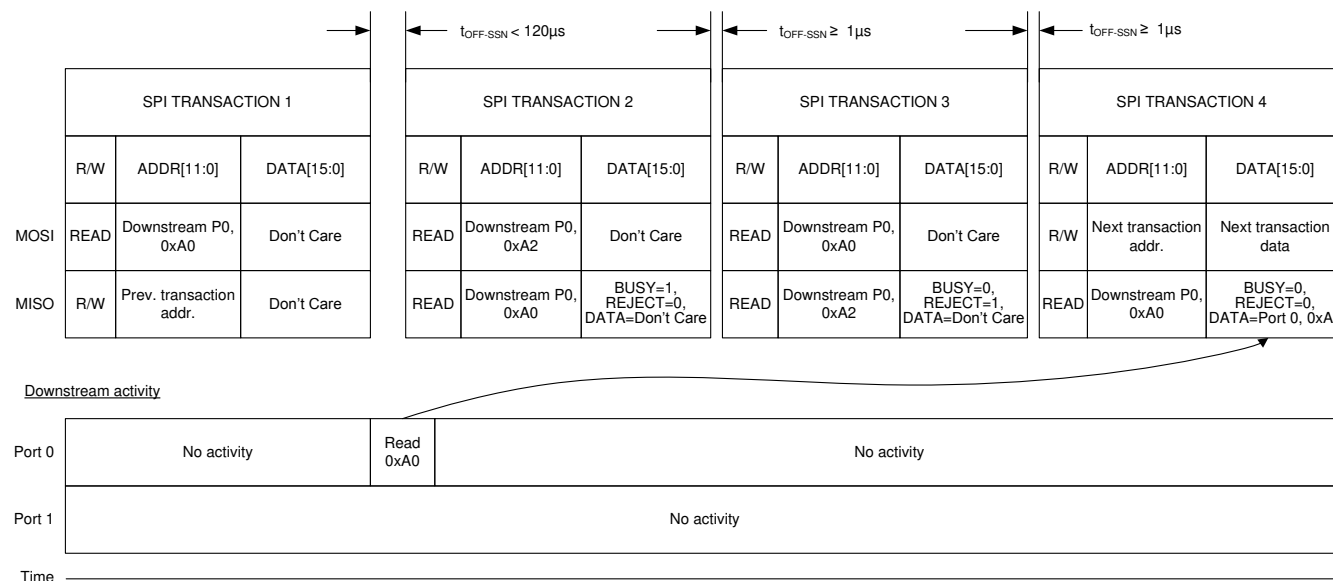 tOFF-SSN < 120µs
tOFF-SSN ≥ 1µs
tOFF-SSN ≥ 1µs
SPI TRANSACTION 1
SPI TRANSACTION 2
SPI TRANSACTION 3
SPI TRANSACTION 4
R/W ADDR[11:0] DATA[15:0] R/W ADDR[11:0] DATA[15:0] R/W ADDR[11:0] DATA[15:0] R/W ADDR[11:0] DATA[15:0]
MOSI
READ
Downstream P0,
0xA0
Don't Care
READ
Downstream P0,
0xA2
Don't Care
READ
Downstream P0,
0xA0
Don't Care
R/W
Next transaction
addr.
Next transaction
data
MISO
R/W
Prev. transaction
addr.
Don't Care
READ
Downstream P0,
0xA0
BUSY=1,
REJECT=0,
DATA=Don't Care
READ
Downstream P0,
0xA2
BUSY=0,
REJECT=1,
DATA=Don't Care
READ
Downstream P0,
0xA0
BUSY=0,
REJECT=0,
DATA=Port 0, 0xA
Downstream activity
Port 0
No activity
Read
0xA0
No activity
Port 1
No activity
Time